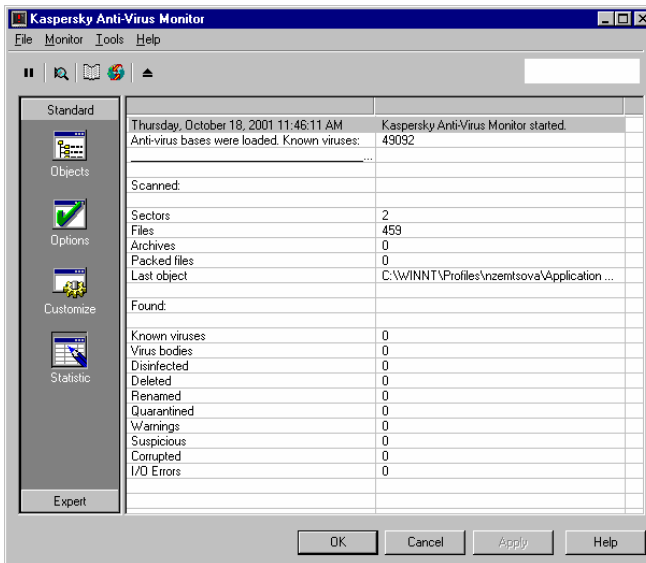 Kaspersky Anti-Virus Monitor
File Monitor Tools Help
Standard
Objects
Options
Customize
Statistic
Expert
Thursday, October 18, 2001 11:46:11 AM Kaspersky Anti-Virus Monitor started.
Anti-virus bases were loaded. Known viruses: 49092
...
Scanned:
Sectors 2
Files 459
Archives 0
Packed files 0
Last object C:\WINNT\Profiles\nzemtsova\Application ...
Found:
Known viruses 0
Virus bodies 0
Disinfected 0
Deleted 0
Renamed 0
Quarantined 0
Warnings 0
Suspicious 0
Corrupted 0
I/O Errors 0
OK Cancel Apply Help